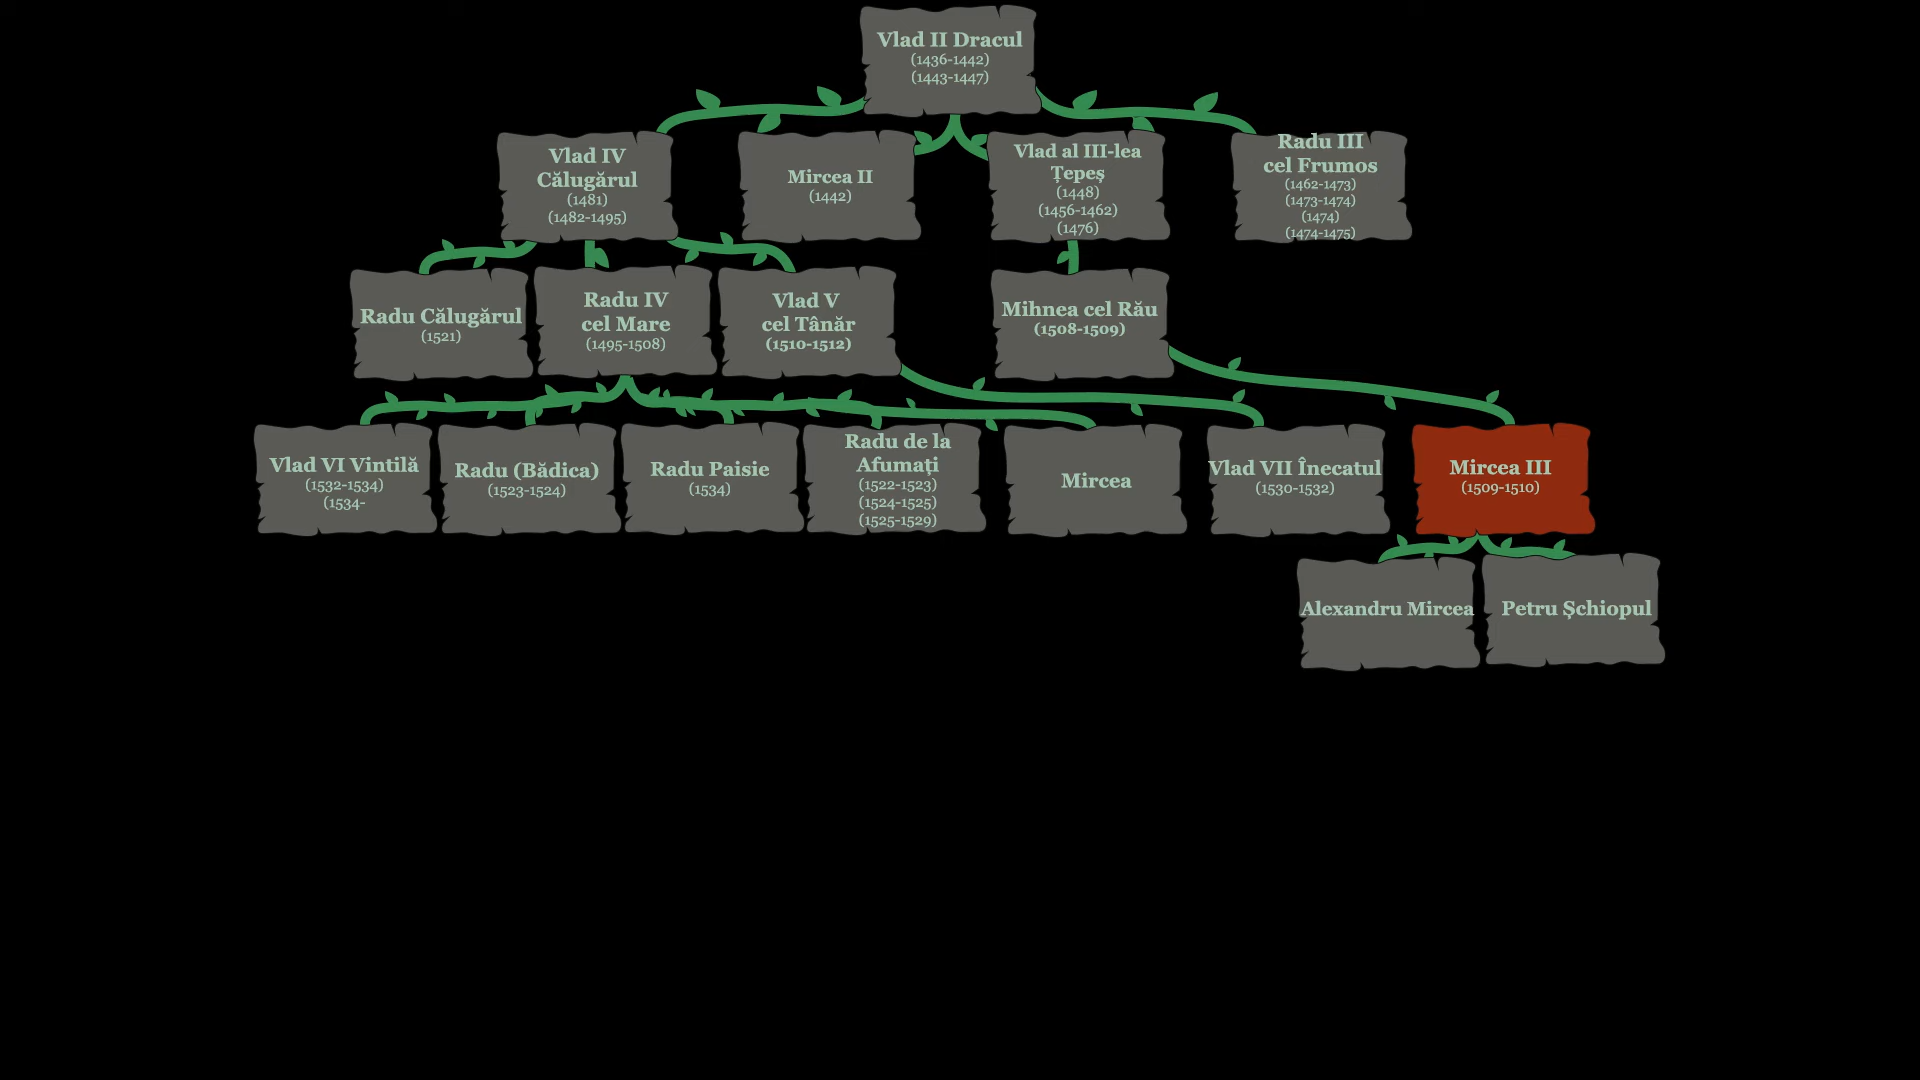 Vlad II Dracul
(1436-1442)
(1443-1447)
Vlad IV
Călugărul
(1481)
(1482-1495)
Mircea II
(1442)
Vlad al III-lea
Țepeș
(1448)
(1456-1462)
(1476)
Radu III
cel Frumos
(1462-1473)
(1473-1474)
(1474)
(1474-1475)
Radu Călugărul
(1521)
Radu IV
cel Mare
(1495-1508)
Vlad V
cel Tânăr
(1510-1512)
Mihnea cel Rău
(1508-1509)
Vlad VI Vintilă
(1532-1534)
(1534-
Radu (Bădica)
(1523-1524)
Radu Paisie
(1534)
Radu de la
Afumați
(1522-1523)
(1524-1525)
(1525-1529)
Mircea
Vlad VII Înecatul
(1530-1532)
Mircea III
(1509-1510)
Alexandru Mircea
Petru Șchiopul